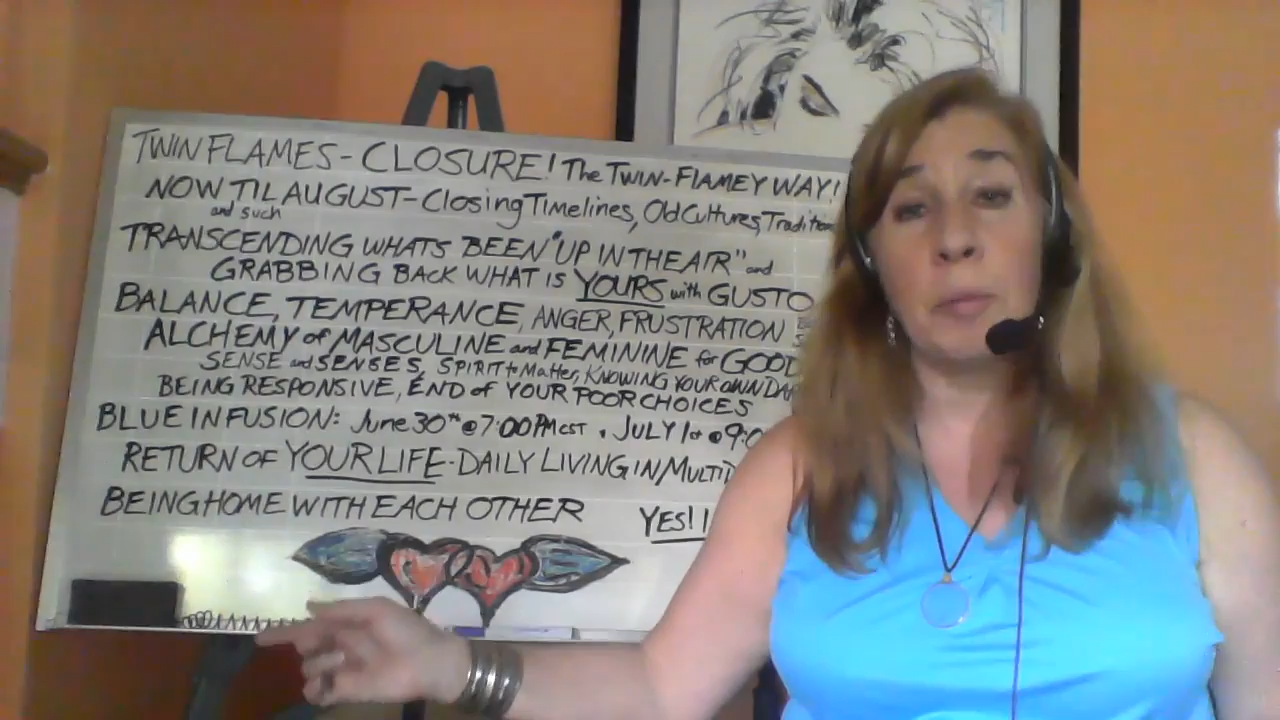 TWIN FLAMES - CLOSURE! The TWIN-FLAMEY WAY!
NOW TIL AUGUST - Closing Timelines, Old Cultures,
and such
TRANSCENDING WHATS BEEN "UP IN THE AIR" and
GRABBING BACK WHAT IS YOURS with GUSTO
BALANCE, TEMPERANCE, ANGER, FRUSTRATION
ALCHEMY of MASCULINE and FEMININE for GOOD
SENSE and SENSES, SPIRIT to Matter, KNOWING YOUR OWN
BEING RESPONSIVE, END of YOUR POOR CHOICES
BLUE INFUSION: June 30th @ 7:00 PM CST . JULY 1st @
RETURN OF YOUR LIFE - DAILY LIVING IN
BEING HOME WITH EACH OTHER YES!